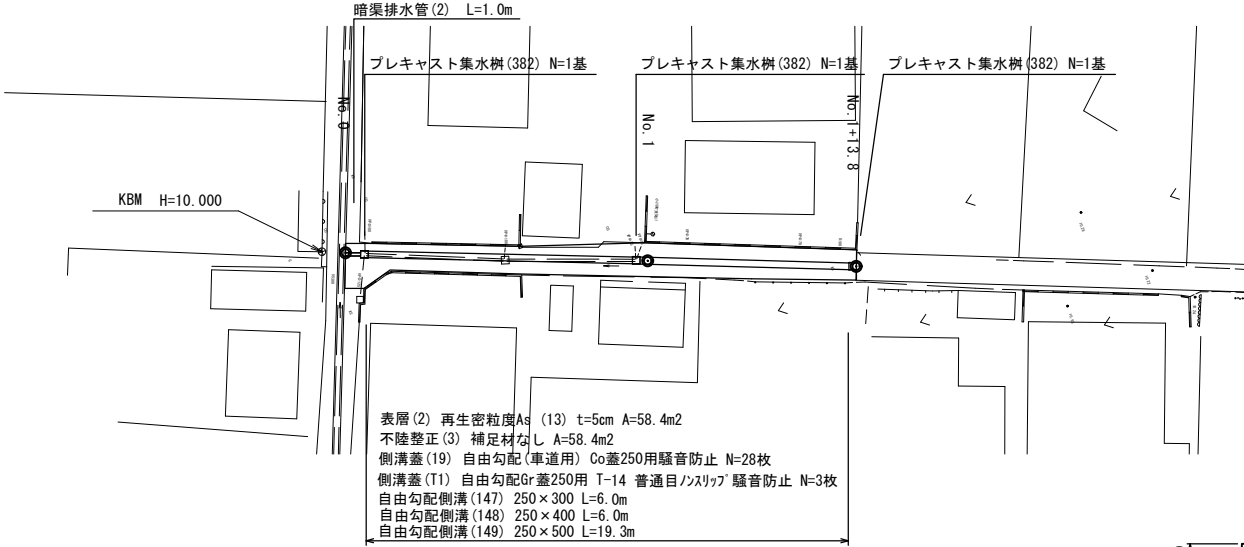 暗渠排水管(2) L=1.0m
プレキャスト集水桝(382) N=1基
プレキャスト集水桝(382) N=1基
プレキャスト集水桝(382) N=1基
No. 0
No. 1
No. 1+13.8
KBM H=10.000
表層(2) 再生密粒度As (13) t=5cm A=58.4m2
不陸整正(3) 補足材なし A=58.4m2
側溝蓋(19) 自由勾配(車道用) Co蓋250用騒音防止 N=28枚
側溝蓋(T1) 自由勾配Gr蓋250用 T-14 普通目ノンスリップ騒音防止 N=3枚
自由勾配側溝(147) 250×300 L=6.0m
自由勾配側溝(148) 250×400 L=6.0m
自由勾配側溝(149) 250×500 L=19.3m